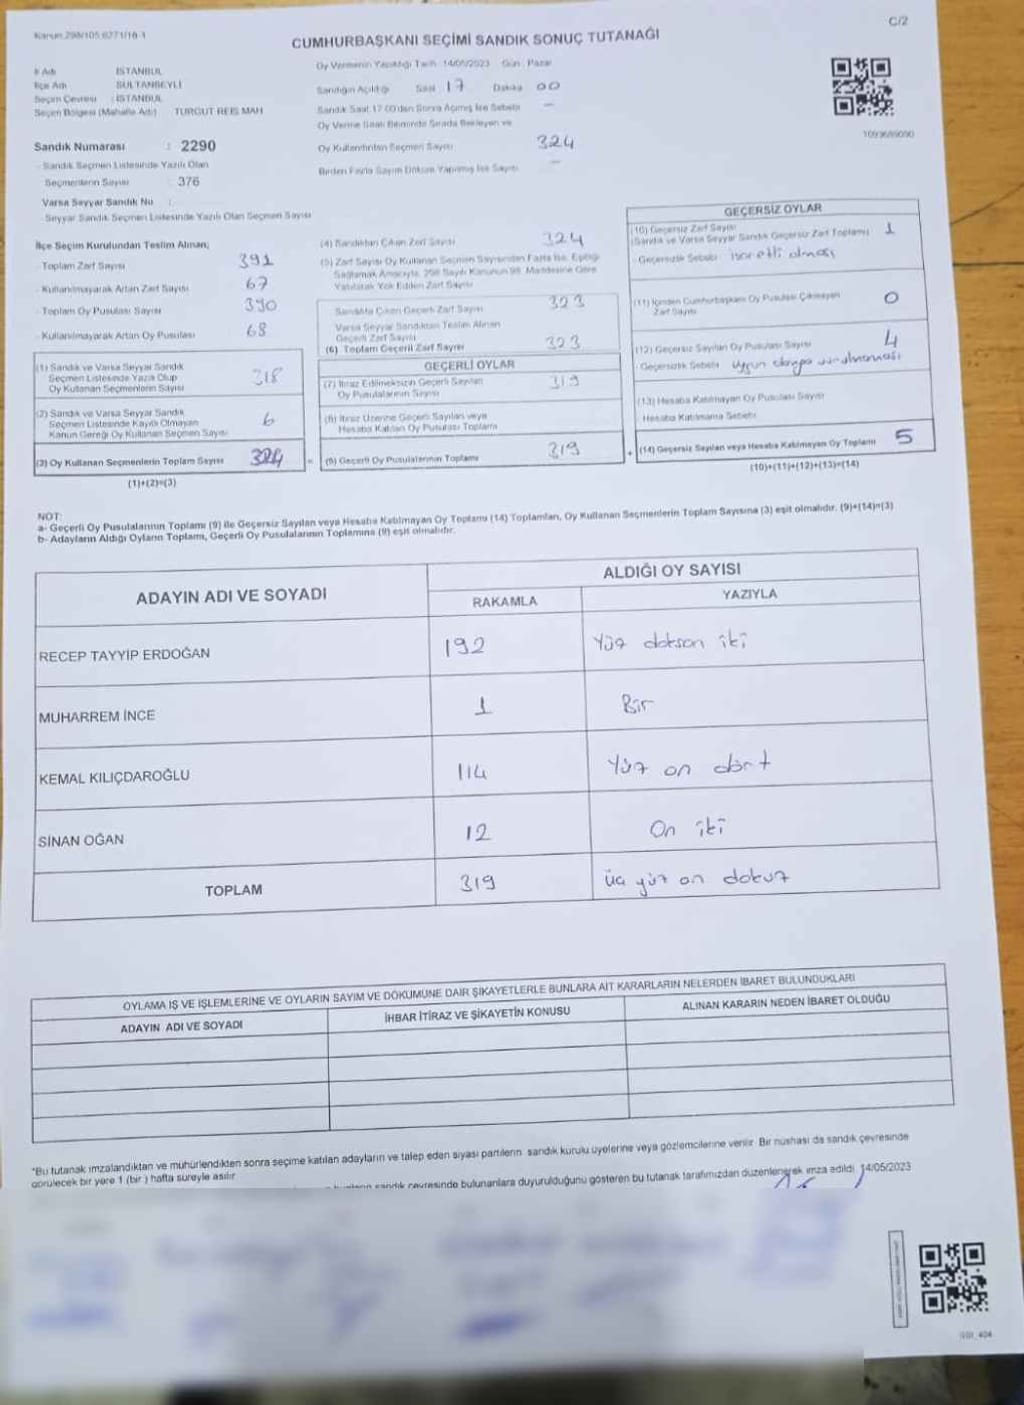 Kanun:298/105 6271/16-1
C/2
CUMHURBAŞKANI SEÇİMİ SANDIK SONUÇ TUTANAĞI
İl Adı : İSTANBUL
İlçe Adı : SULTANBEYLİ
Seçim Çevresi : İSTANBUL
Seçim Bölgesi (Mahalle Adı) TURGUT REİS MAH
Sandık Numarası : 2290
Sandık Seçmen Listesinde Yazılı Olan
Seçmenlerin Sayısı : 376
Varsa Seyyar Sandık No :
Seyyar Sandık Seçmen Listesinde Yazılı Olan Seçmen Sayısı
Oy Vermenin Yapıldığı Tarih :14/05/2023 Gün : Pazar
Sandığın Açıldığı Saat 17 Dakika 00
Sandık Saat 17.00'den Sonra Açılmış İse Sebebi -
Oy Verme Saati Bitiminde Sırada Bekleyen ve
Oy Kullandırılan Seçmen Sayısı 324
Birden Fazla Sayım Döküm Yapılmış İse Sayısı -
İlçe Seçim Kurulundan Teslim Alınan;
Toplam Zarf Sayısı 391
Kullanılmayarak Artan Zarf Sayısı 67
Toplam Oy Pusulası Sayısı 390
Kullanılmayarak Artan Oy Pusulası 68
(1) Sandık ve Varsa Seyyar Sandık
Seçmen Listesinde Yazılı Olup
Oy Kullanan Seçmenlerin Sayısı 318
(2) Sandık ve Varsa Seyyar Sandık
Seçmen Listesinde Kayıtlı Olmayan
Kanun Gereği Oy Kullanan Seçmen Sayısı 6
(3) Oy Kullanan Seçmenlerin Toplam Sayısı 324
(1)+(2)=(3)
(4) Sandıktan Çıkan Zarf Sayısı 324
(5) Zarf Sayısı Oy Kullanan Seçmen Sayısından Fazla İse, Eşitliği
Sağlamak Amacıyla, 298 Sayılı Kanunun 98. Maddesine Göre
Yakılarak Yok Edilen Zarf Sayısı
Sandıkta Çıkan Geçerli Zarf Sayısı 323
Varsa Seyyar Sandıktan Teslim Alınan
Geçerli Zarf Sayısı
(6) Toplam Geçerli Zarf Sayısı 323
GEÇERLİ OYLAR
(7) İtiraz Edilmeksizin Geçerli Sayılan
Oy Pusulalarının Sayısı 319
(8) İtiraz Üzerine Geçerli Sayılan veya
Hesaba Katılan Oy Pusulası Toplamı
(9) Geçerli Oy Pusulalarının Toplamı 319
GEÇERSİZ OYLAR
(10) Geçersiz Zarf Sayısı
(Sandık ve Varsa Seyyar Sandık Geçersiz Zarf Toplamı) 1
Geçersizlik Sebebi işaretli olması
(11) İçinden Cumhurbaşkanı Oy Pusulası Çıkmayan
Zarf Sayısı 0
(12) Geçersiz Sayılan Oy Pusulası Sayısı 4
Geçersizlik Sebebi Uygun
(13) Hesaba Katılmayan Oy Pusulası Sayısı
Hesaba Katılmama Sebebi
(14) Geçersiz Sayılan veya Hesaba Katılmayan Oy Toplamı 5
(10)+(11)+(12)+(13)=(14)
NOT:
a- Geçerli Oy Pusulalarının Toplamı (9) ile Geçersiz Sayılan veya Hesaba Katılmayan Oy Toplamı (14) Toplamları, Oy Kullanan Seçmenlerin Toplam Sayısına (3) eşit olmalıdır. (9)+(14)=(3)
b- Adayların Aldığı Oyların Toplamı, Geçerli Oy Pusulalarının Toplamına (9) eşit olmalıdır.
ADAYIN ADI VE SOYADI
ALDIĞI OY SAYISI
RAKAMLA YAZIYLA
RECEP TAYYİP ERDOĞAN 192 Yüz doksan iki
MUHARREM İNCE 1 Bir
KEMAL KILIÇDAROĞLU 114 Yüz on dört
SİNAN OĞAN 12 On iki
TOPLAM 319 üç yüz on dokuz
OYLAMA İŞ VE İŞLEMLERİNE VE OYLARIN SAYIM VE DÖKÜMÜNE DAİR ŞİKAYETLERLE BUNLARA AİT KARARLARIN NELERDEN İBARET BULUNDUKLARI
ADAYIN ADI VE SOYADI İHBAR İTİRAZ VE ŞİKAYETİN KONUSU ALINAN KARARIN NEDEN İBARET OLDUĞU
"Bu tutanak imzalandıktan ve mühürlendikten sonra seçime katılan adayların ve talep eden siyasi partilerin sandık kurulu üyelerine veya gözlemcilerine verilir. Bir nüshası da sandık çevresinde
görülecek bir yere 1 (bir ) hafta süreyle asılır
sandık çevresinde bulunanlara duyurulduğunu gösteren bu tutanak tarafımızdan düzenlenerek imza edildi. 14/05/2023